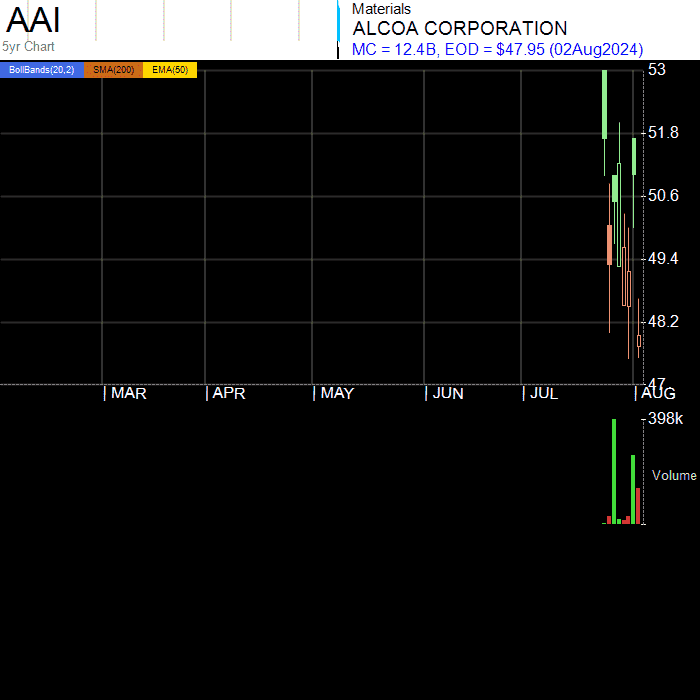 AAI
5yr Chart
Materials
ALCOA CORPORATION
MC = 12.4B, EOD = $47.95 (02Aug2024)
BollBands(20,2) SMA(200) EMA(50)
53
51.8
50.6
49.4
48.2
47
MAR APR MAY JUN JUL AUG
398k
Volume